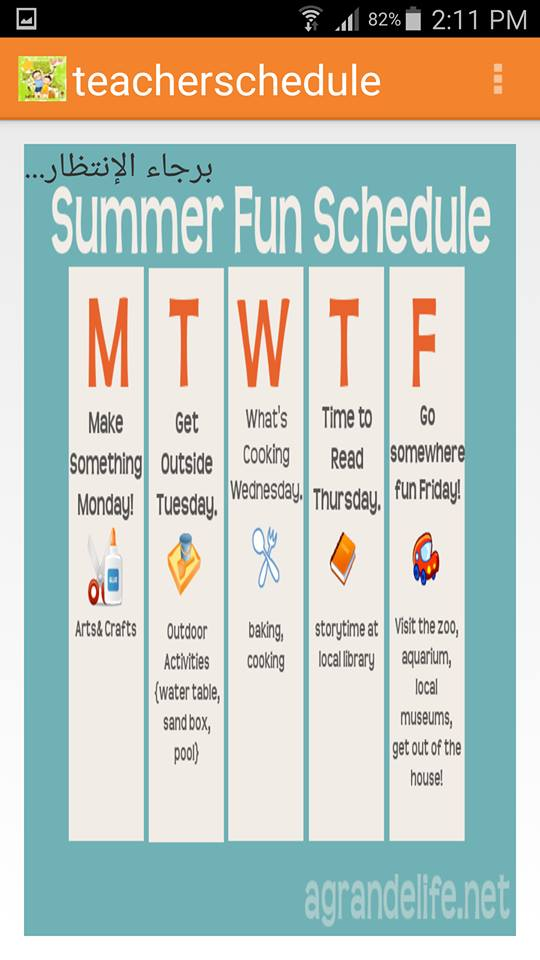 82% 2:11 PM
teacherschedule
برجاء الإنتظار...
Summer Fun Schedule
M
Make
Something
Monday!
Arts& Crafts
T
Get
Outside
Tuesday.
Outdoor
Activities
{water table,
sand box,
pool}
W
What's
Cooking
Wednesday.
baking,
cooking
T
Time to
Read
Thursday.
storytime at
local library
F
Go
somewhere
fun Friday!
Visit the zoo,
aquarium,
local
museums,
get out of the
house!
agrandelife.net